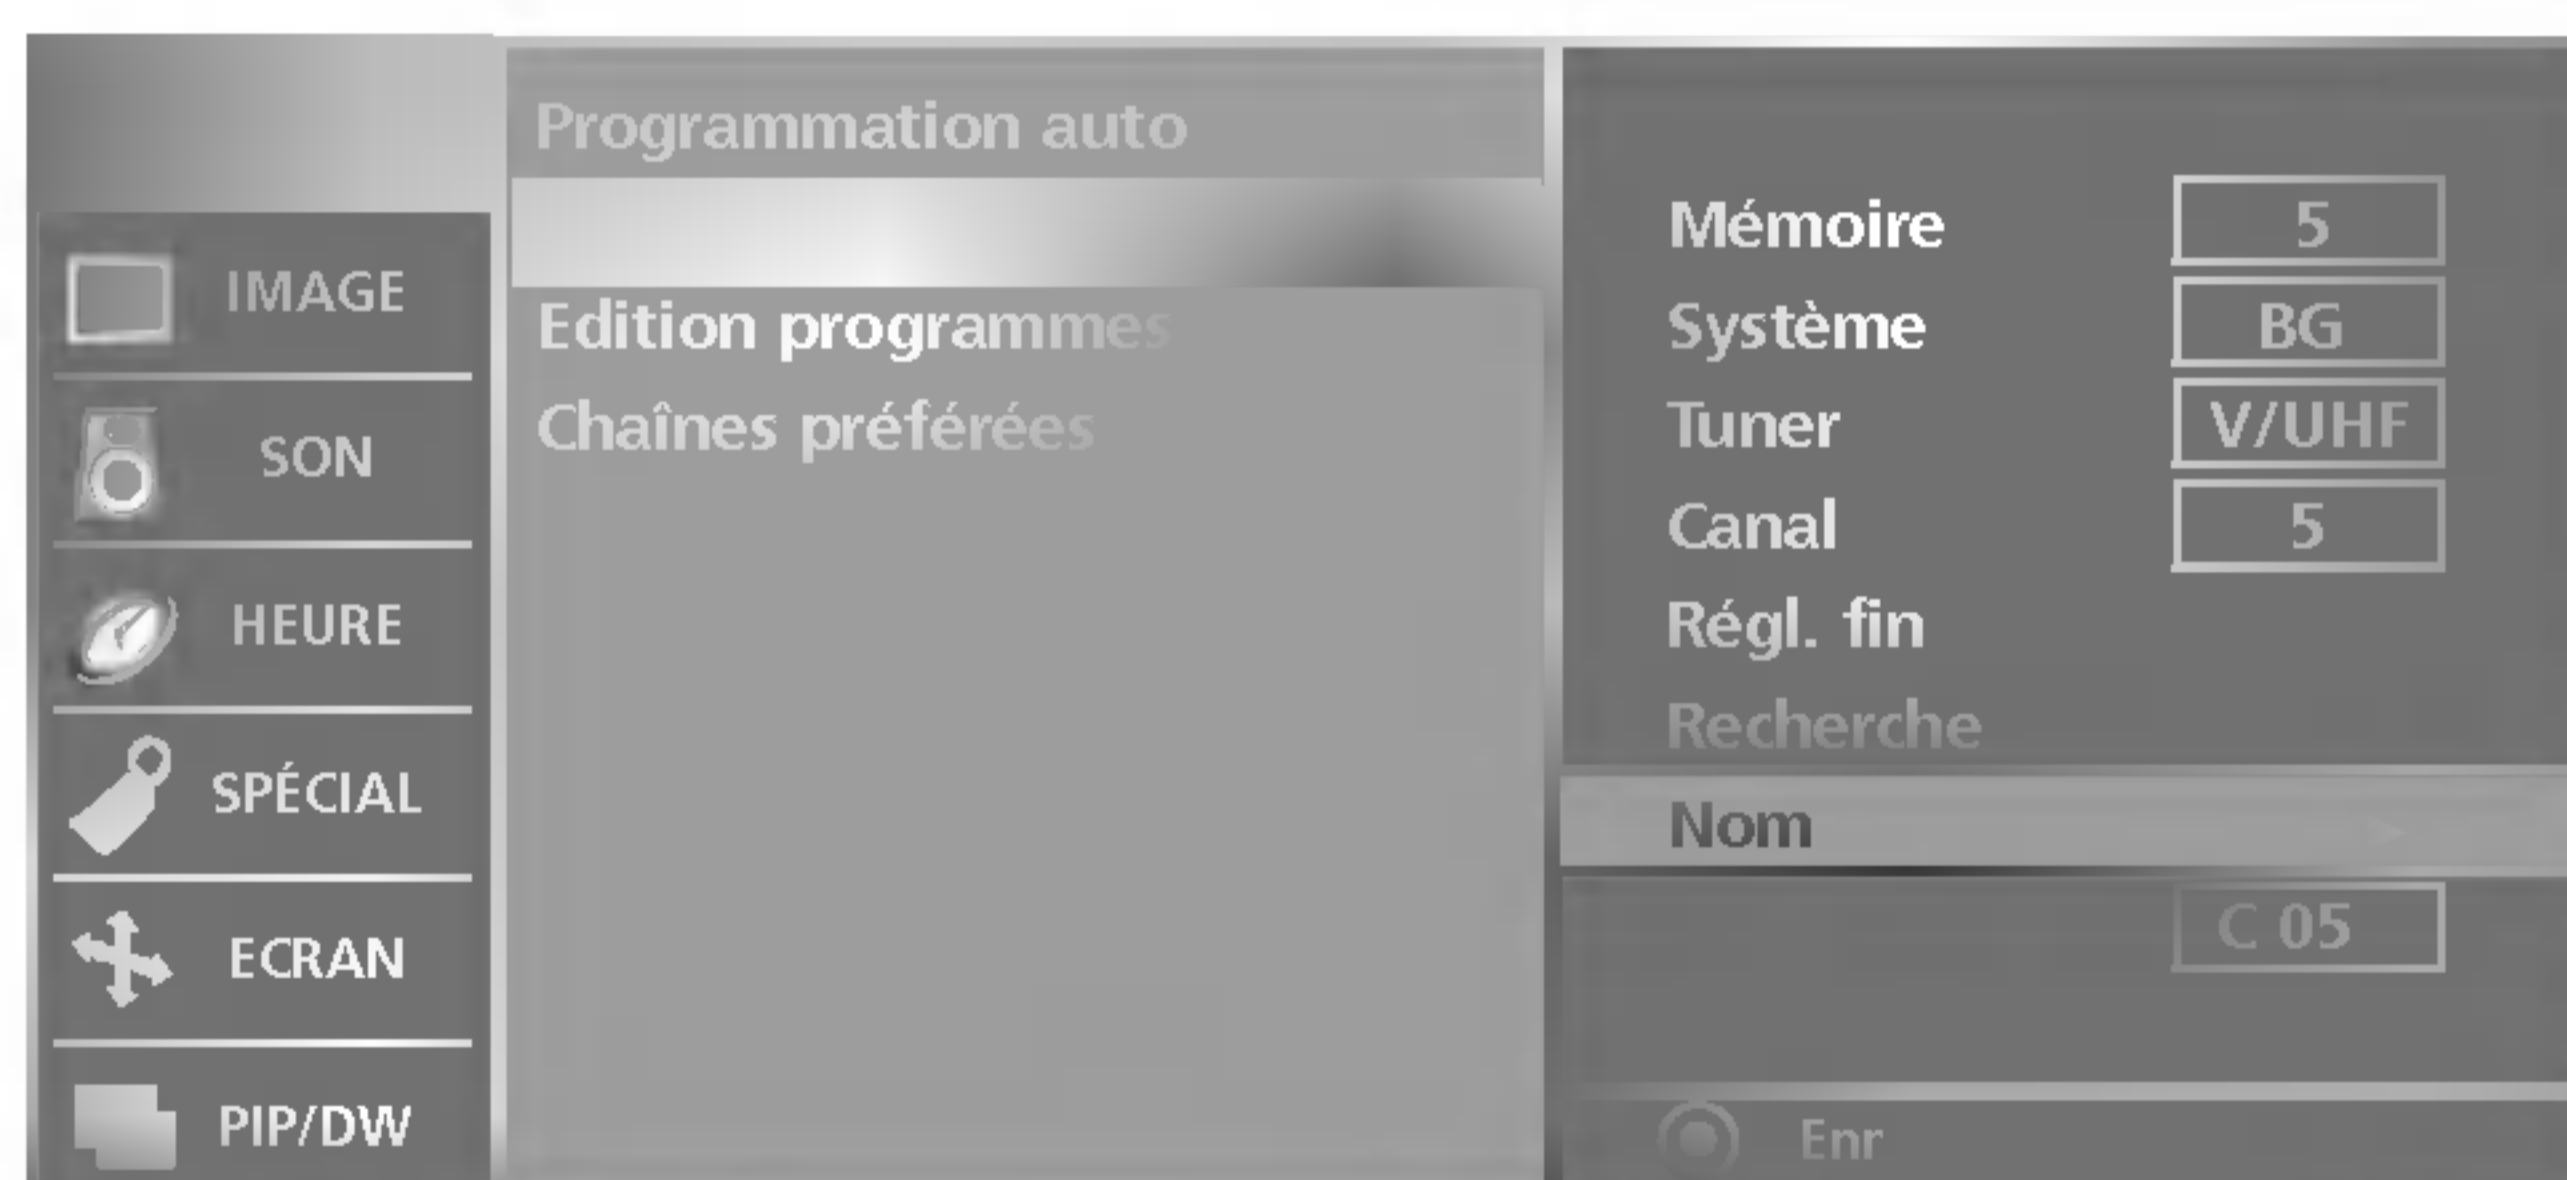 IMAGE
SON
HEURE
SPÉCIAL
ECRAN
PIP/DW
Programmation auto
Edition programmes
Chaînes préférées
Mémoire 5
Système BG
Tuner V/UHF
Canal 5
Régl. fin
Recherche
Nom
C 05
Enr